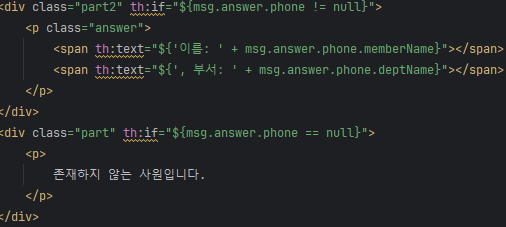 <div class="part2" th:if="${msg.answer.phone != null}">
<p class="answer">
<span th:text="${'이름: ' + msg.answer.phone.memberName}"></span>
<span th:text="${', 부서: ' + msg.answer.phone.deptName}"></span>
</p>
</div>
<div class="part" th:if="${msg.answer.phone == null}">
<p>
존재하지 않는 사원입니다.
</p>
</div>